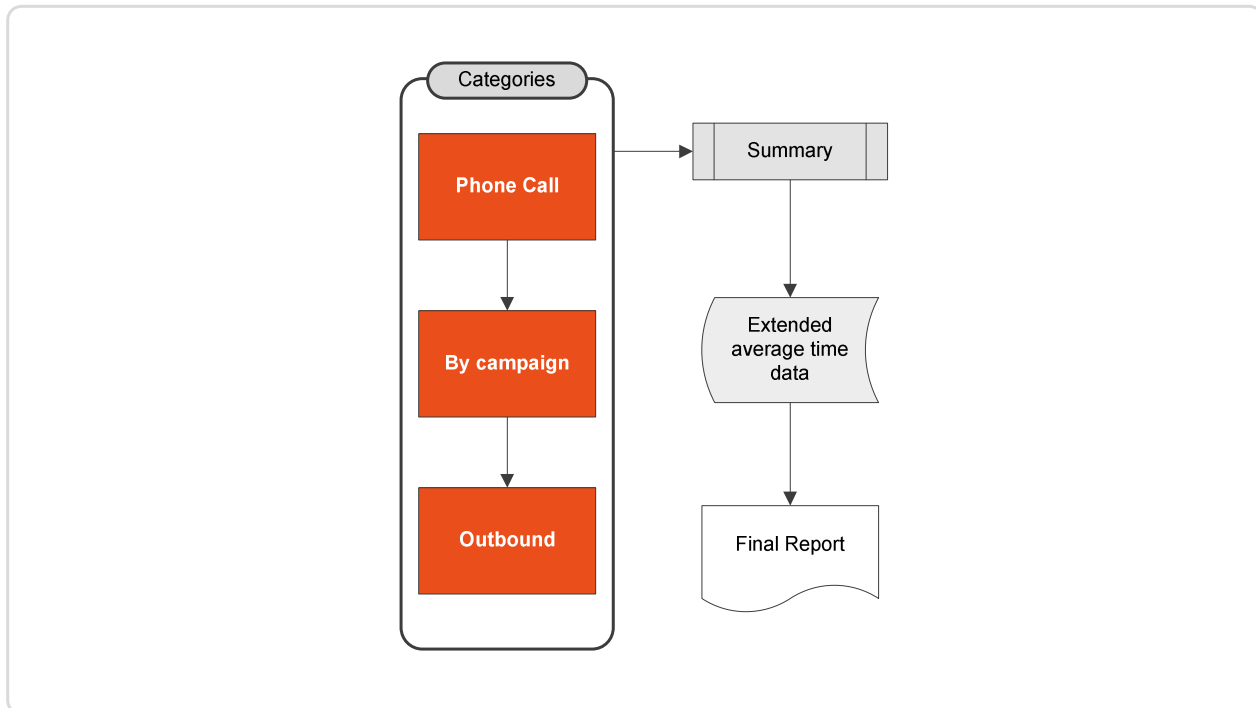 Categories
Phone Call
By campaign
Outbound
Summary
Extended
average time
data
Final Report